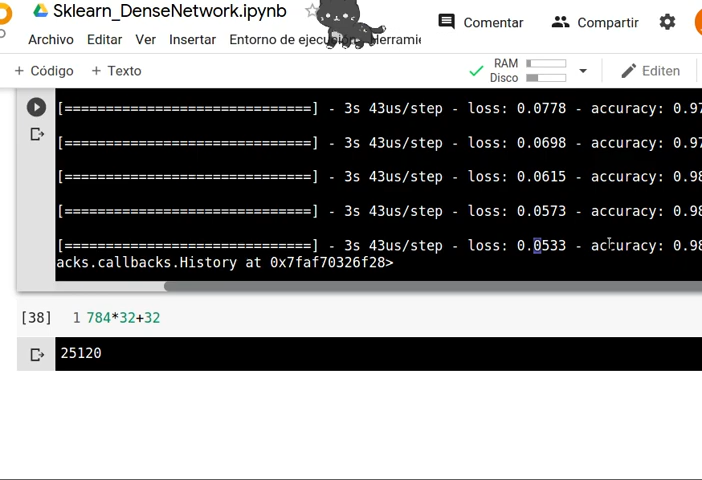 Sklearn_DenseNetwork.ipynb
Comentar
Compartir
Archivo Editar Ver Insertar Entorno de ejecución Herramie
+ Código + Texto
RAM
Disco
Editen
[==============================] - 3s 43us/step - loss: 0.0778 - accuracy: 0.97
[==============================] - 3s 43us/step - loss: 0.0698 - accuracy: 0.97
[==============================] - 3s 43us/step - loss: 0.0615 - accuracy: 0.98
[==============================] - 3s 43us/step - loss: 0.0573 - accuracy: 0.98
[==============================] - 3s 43us/step - loss: 0.0533 - accuracy: 0.98
acks.callbacks.History at 0x7faf70326f28>
[38] 1 784*32+32
25120